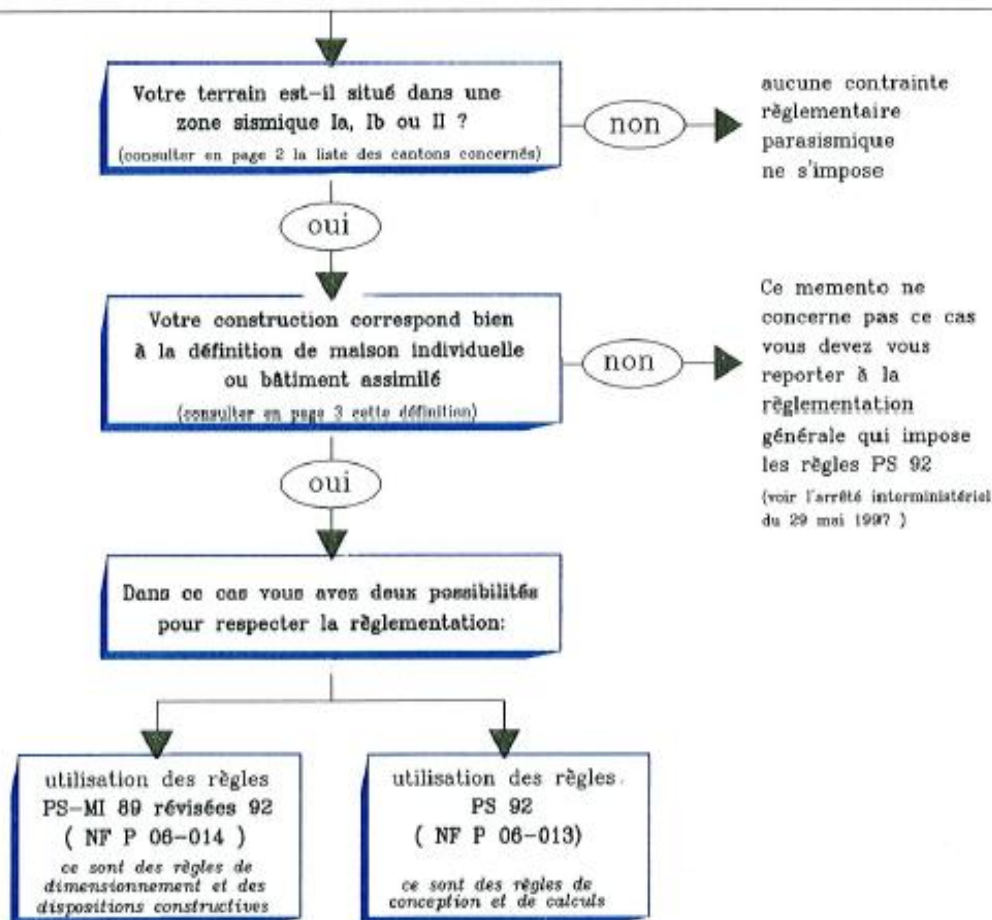 Votre terrain est-il situé dans une
zone sismique Ia, Ib ou II ?
(consulter en page 2 la liste des cantons concernés)
non
aucune contrainte
règlementaire
parasismique
ne s'impose
oui
Votre construction correspond bien
à la définition de maison individuelle
ou bâtiment assimilé
(consulter en page 3 cette définition)
non
Ce memento ne
concerne pas ce cas
vous devez vous
reporter à la
règlementation
générale qui impose
les règles PS 92
(voir l'arrêté interministériel
du 29 mai 1997 )
oui
Dans ce cas vous avez deux possibilités
pour respecter la règlementation:
utilisation des règles
PS-MI 89 révisées 92
( NF P 06-014 )
ce sont des règles de
dimensionnement et des
dispositions constructives
utilisation des règles
PS 92
( NF P 06-013)
ce sont des règles de
conception et de calculs